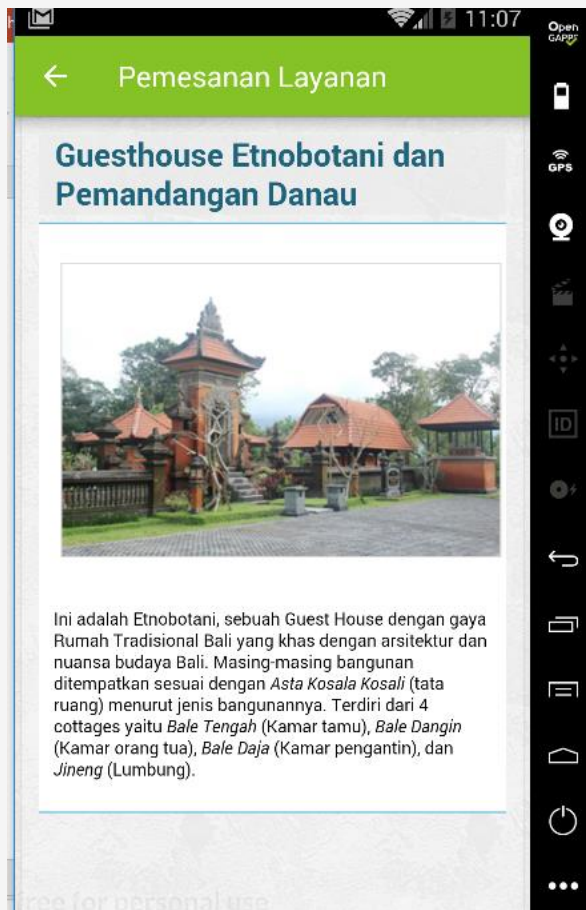 11:07
Open
GAPPS
Pemesanan Layanan
GPS
Guesthouse Etnobotani dan
Pemandangan Danau
ID
Ini adalah Etnobotani, sebuah Guest House dengan gaya
Rumah Tradisional Bali yang khas dengan arsitektur dan
nuansa budaya Bali. Masing-masing bangunan
ditempatkan sesuai dengan Asta Kosala Kosali (tata
ruang) menurut jenis bangunannya. Terdiri dari 4
cottages yaitu Bale Tengah (Kamar tamu), Bale Dangin
(Kamar orang tua), Bale Daja (Kamar pengantin), dan
Jineng (Lumbung).
free for personal use